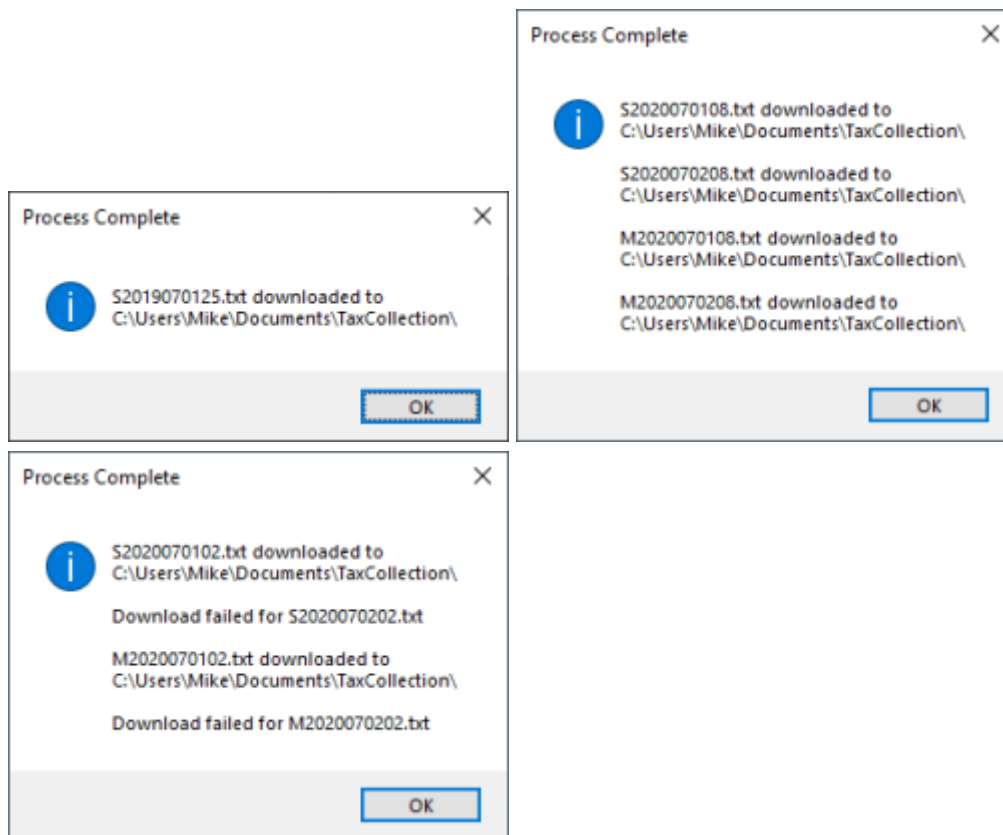 Process Complete
S2019070125.txt downloaded to
C:\Users\Mike\Documents\TaxCollection\
OK
Process Complete
S2020070108.txt downloaded to
C:\Users\Mike\Documents\TaxCollection\
S2020070208.txt downloaded to
C:\Users\Mike\Documents\TaxCollection\
M2020070108.txt downloaded to
C:\Users\Mike\Documents\TaxCollection\
M2020070208.txt downloaded to
C:\Users\Mike\Documents\TaxCollection\
OK
Process Complete
S2020070102.txt downloaded to
C:\Users\Mike\Documents\TaxCollection\
Download failed for S2020070202.txt
M2020070102.txt downloaded to
C:\Users\Mike\Documents\TaxCollection\
Download failed for M2020070202.txt
OK